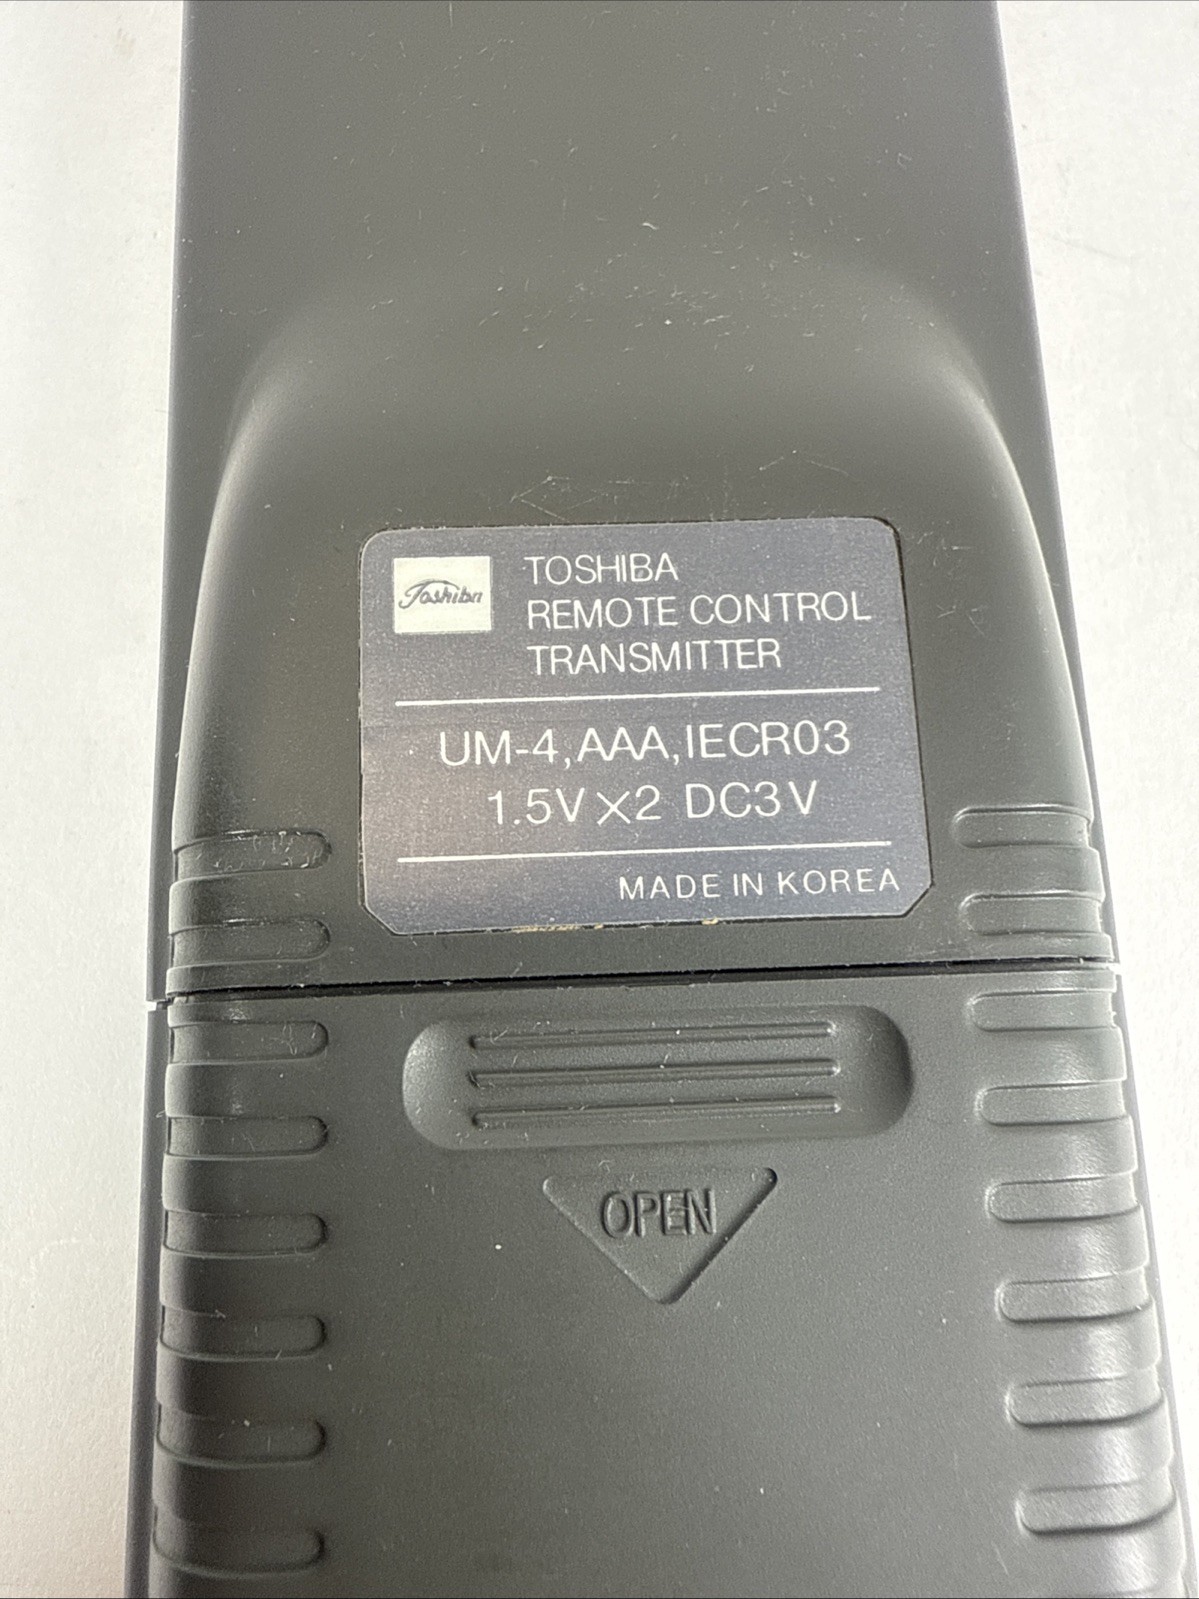 Toshiba
TOSHIBA
REMOTE CONTROL
TRANSMITTER
UM-4,AAA,IECR03
1.5V×2 DC3V
MADE IN KOREA
OPEN